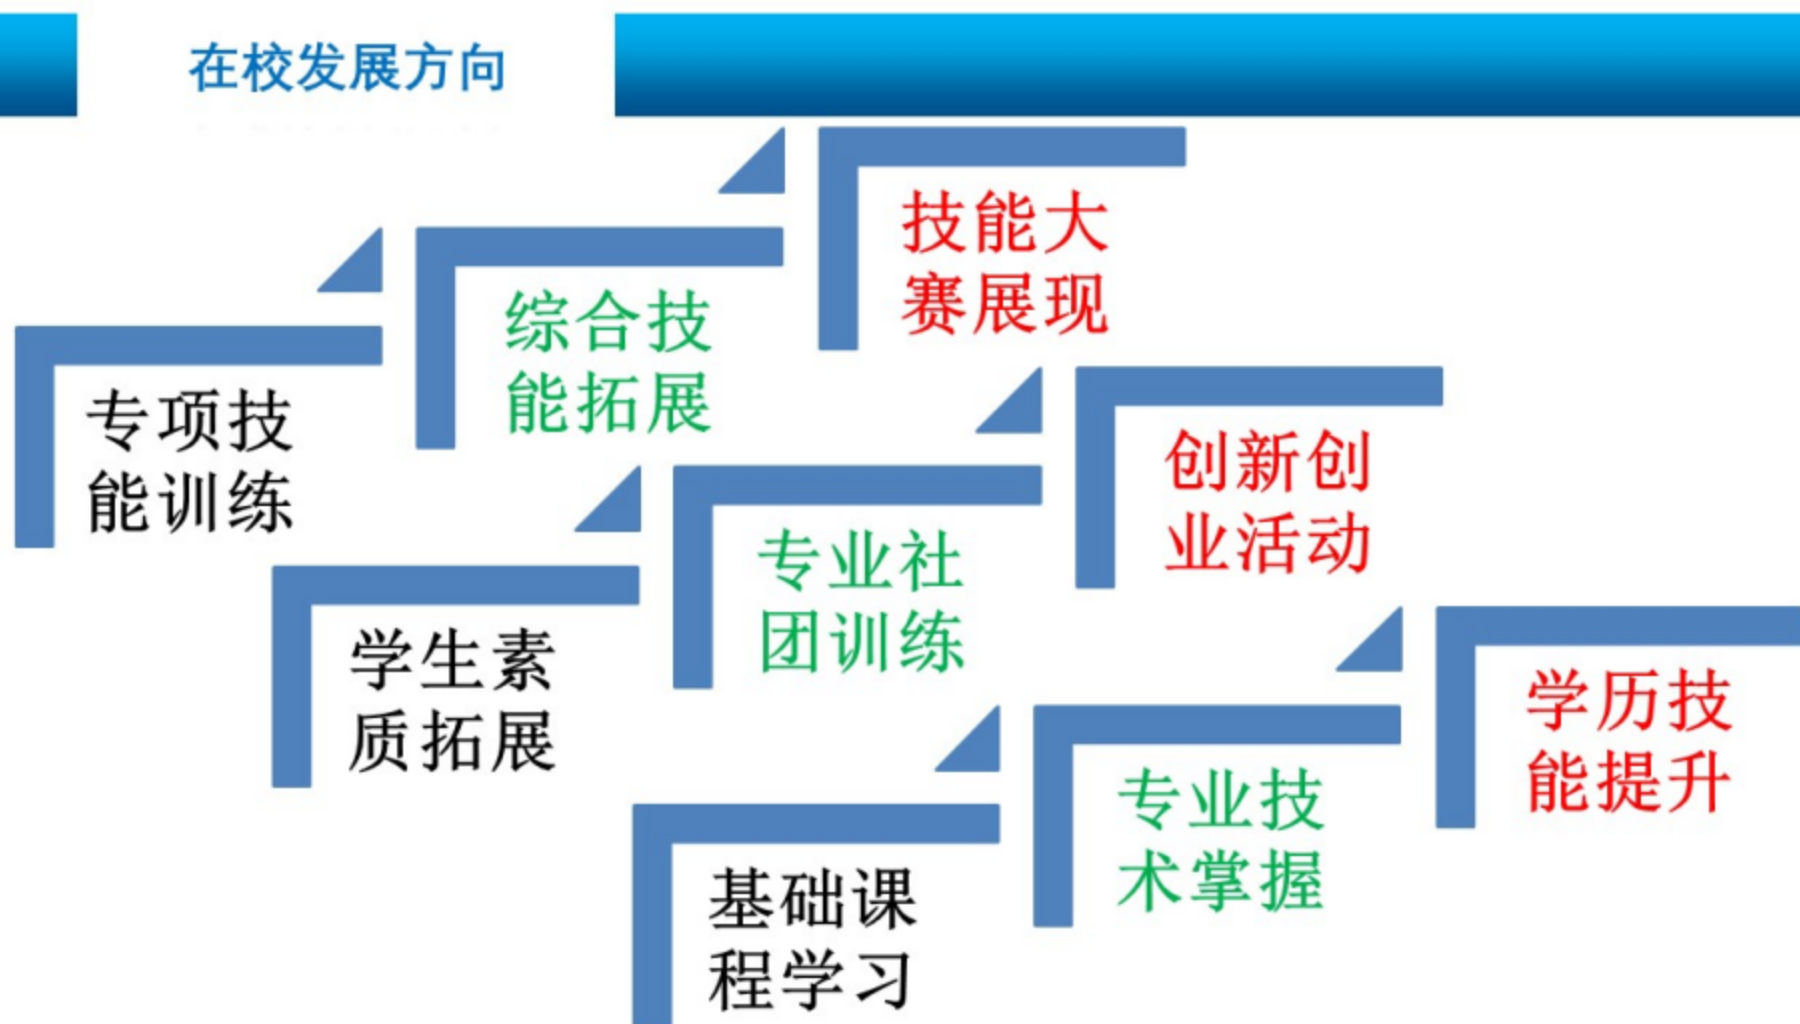 在校发展方向
技能大
赛展现
综合技
能拓展
专项技
能训练
创新创
业活动
专业社
团训练
学生素
质拓展
学历技
能提升
专业技
术掌握
基础课
程学习